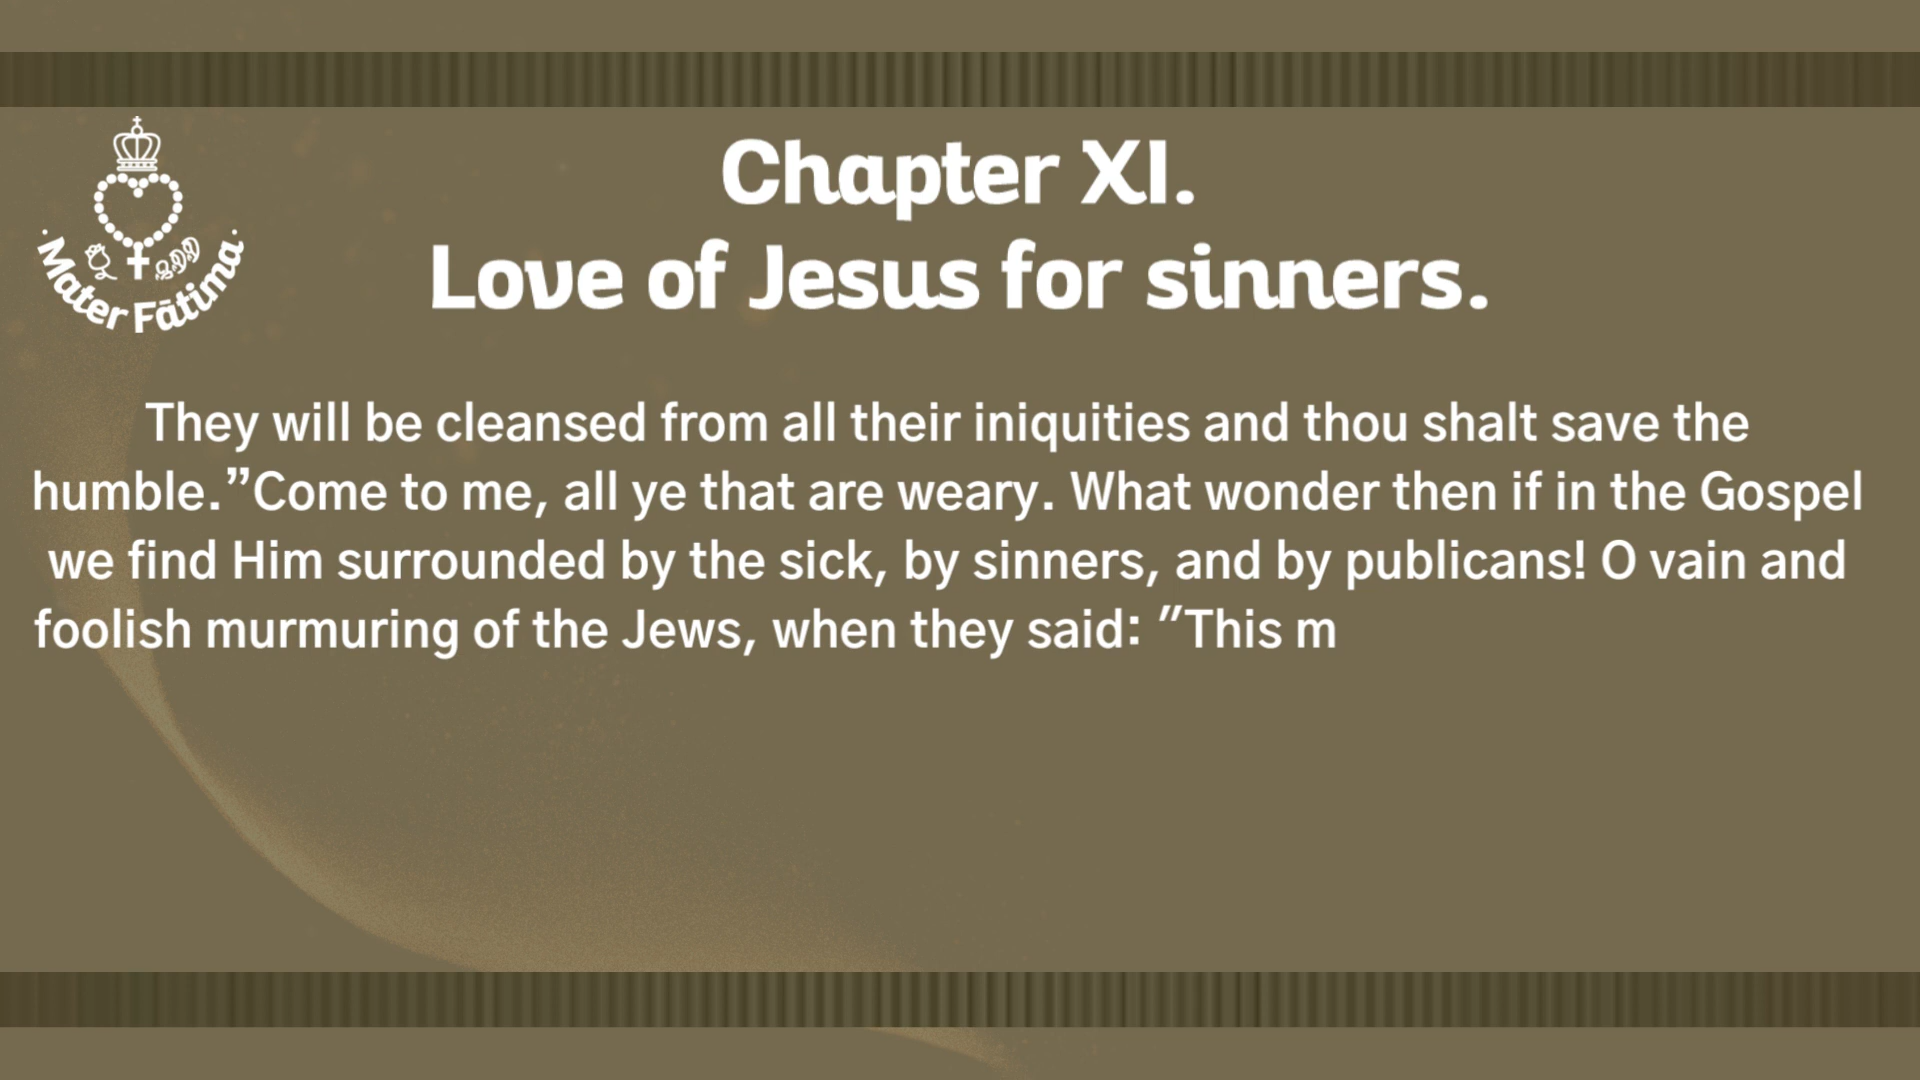 Mater Fātima
Chapter XI.
Love of Jesus for sinners.
They will be cleansed from all their iniquities and thou shalt save the
humble.”Come to me, all ye that are weary. What wonder then if in the Gospel
we find Him surrounded by the sick, by sinners, and by publicans! O vain and
foolish murmuring of the Jews, when they said: "This m